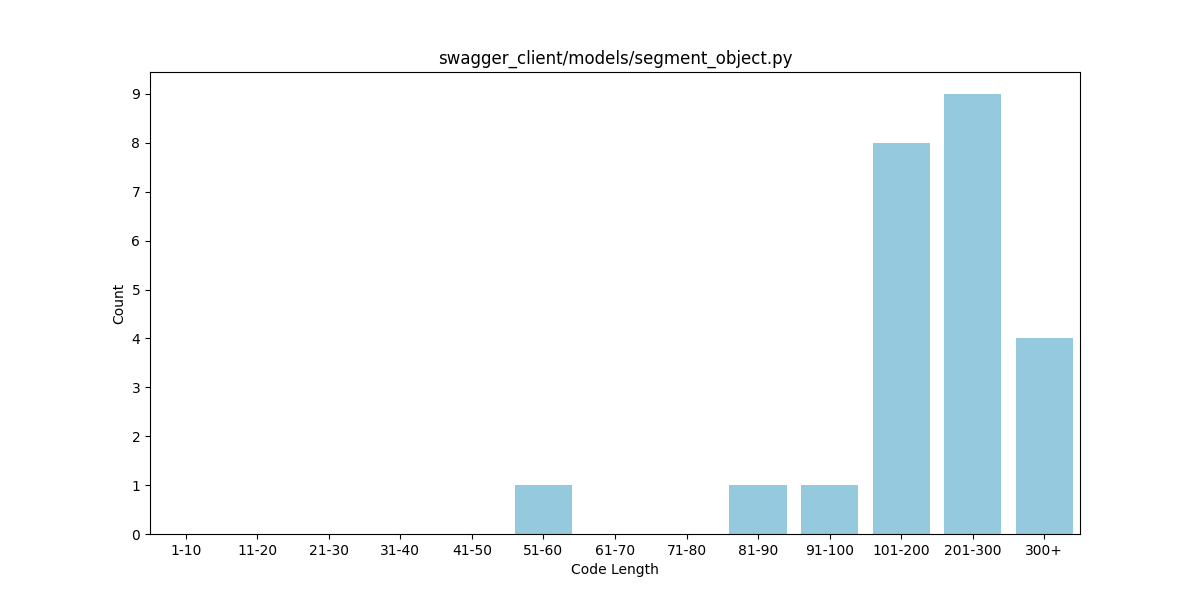 swagger_client/models/segment_object.py
Count
9
8
7
6
5
4
3
2
1
0
1-10 11-20 21-30 31-40 41-50 51-60 61-70 71-80 81-90 91-100 101-200 201-300 300+
Code Length